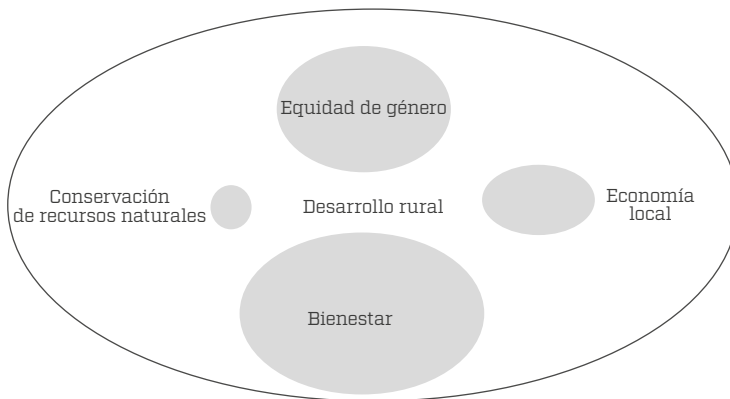 Equidad de género
Conservación
de recursos naturales
Desarrollo rural
Economía
local
Bienestar